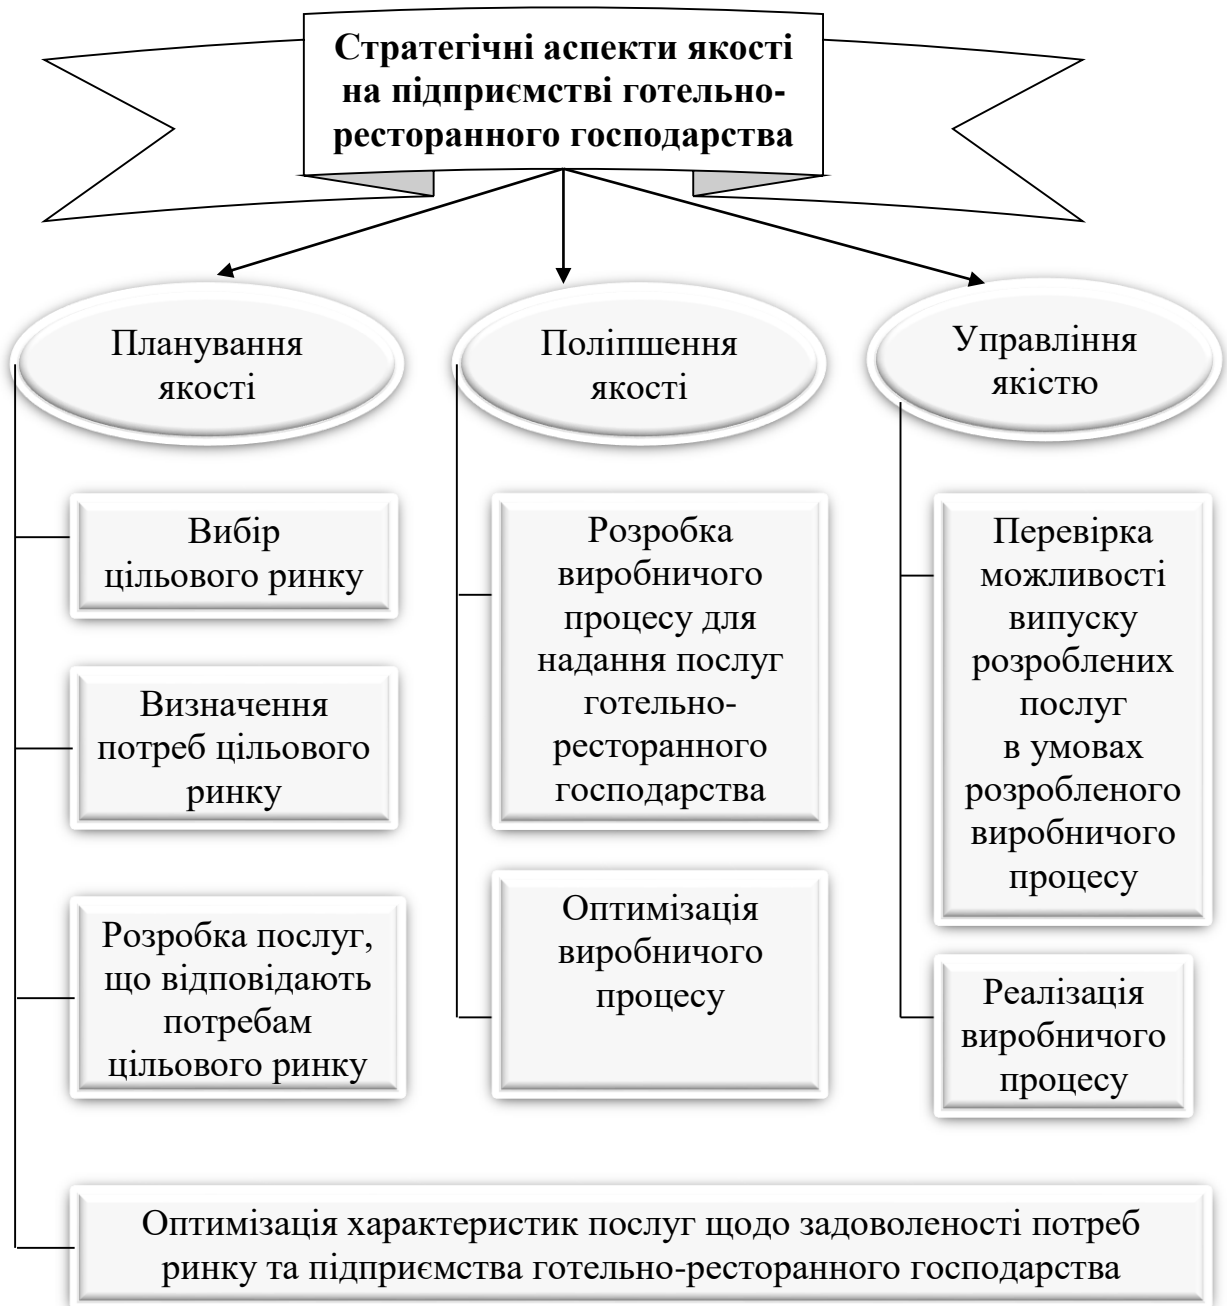 Стратегічні аспекти якості
на підприємстві готельно-
ресторанного господарства
Планування
якості
Вибір
цільового ринку
Визначення
потреб цільового
ринку
Розробка послуг,
що відповідають
потребам
цільового ринку
Поліпшення
якості
Розробка
виробничого
процесу для
надання послуг
готельно-
ресторанного
господарства
Оптимізація
виробничого
процесу
Управління
якістю
Перевірка
можливості
випуску
розроблених
послуг
в умовах
розробленого
виробничого
процесу
Реалізація
виробничого
процесу
Оптимізація характеристик послуг щодо задоволеності потреб
ринку та підприємства готельно-ресторанного господарства